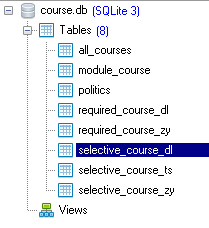 course.db (SQLite 3)
Tables (8)
all_courses
module_course
politics
required_course_dl
required_course_zy
selective_course_dl
selective_course_ts
selective_course_zy
Views